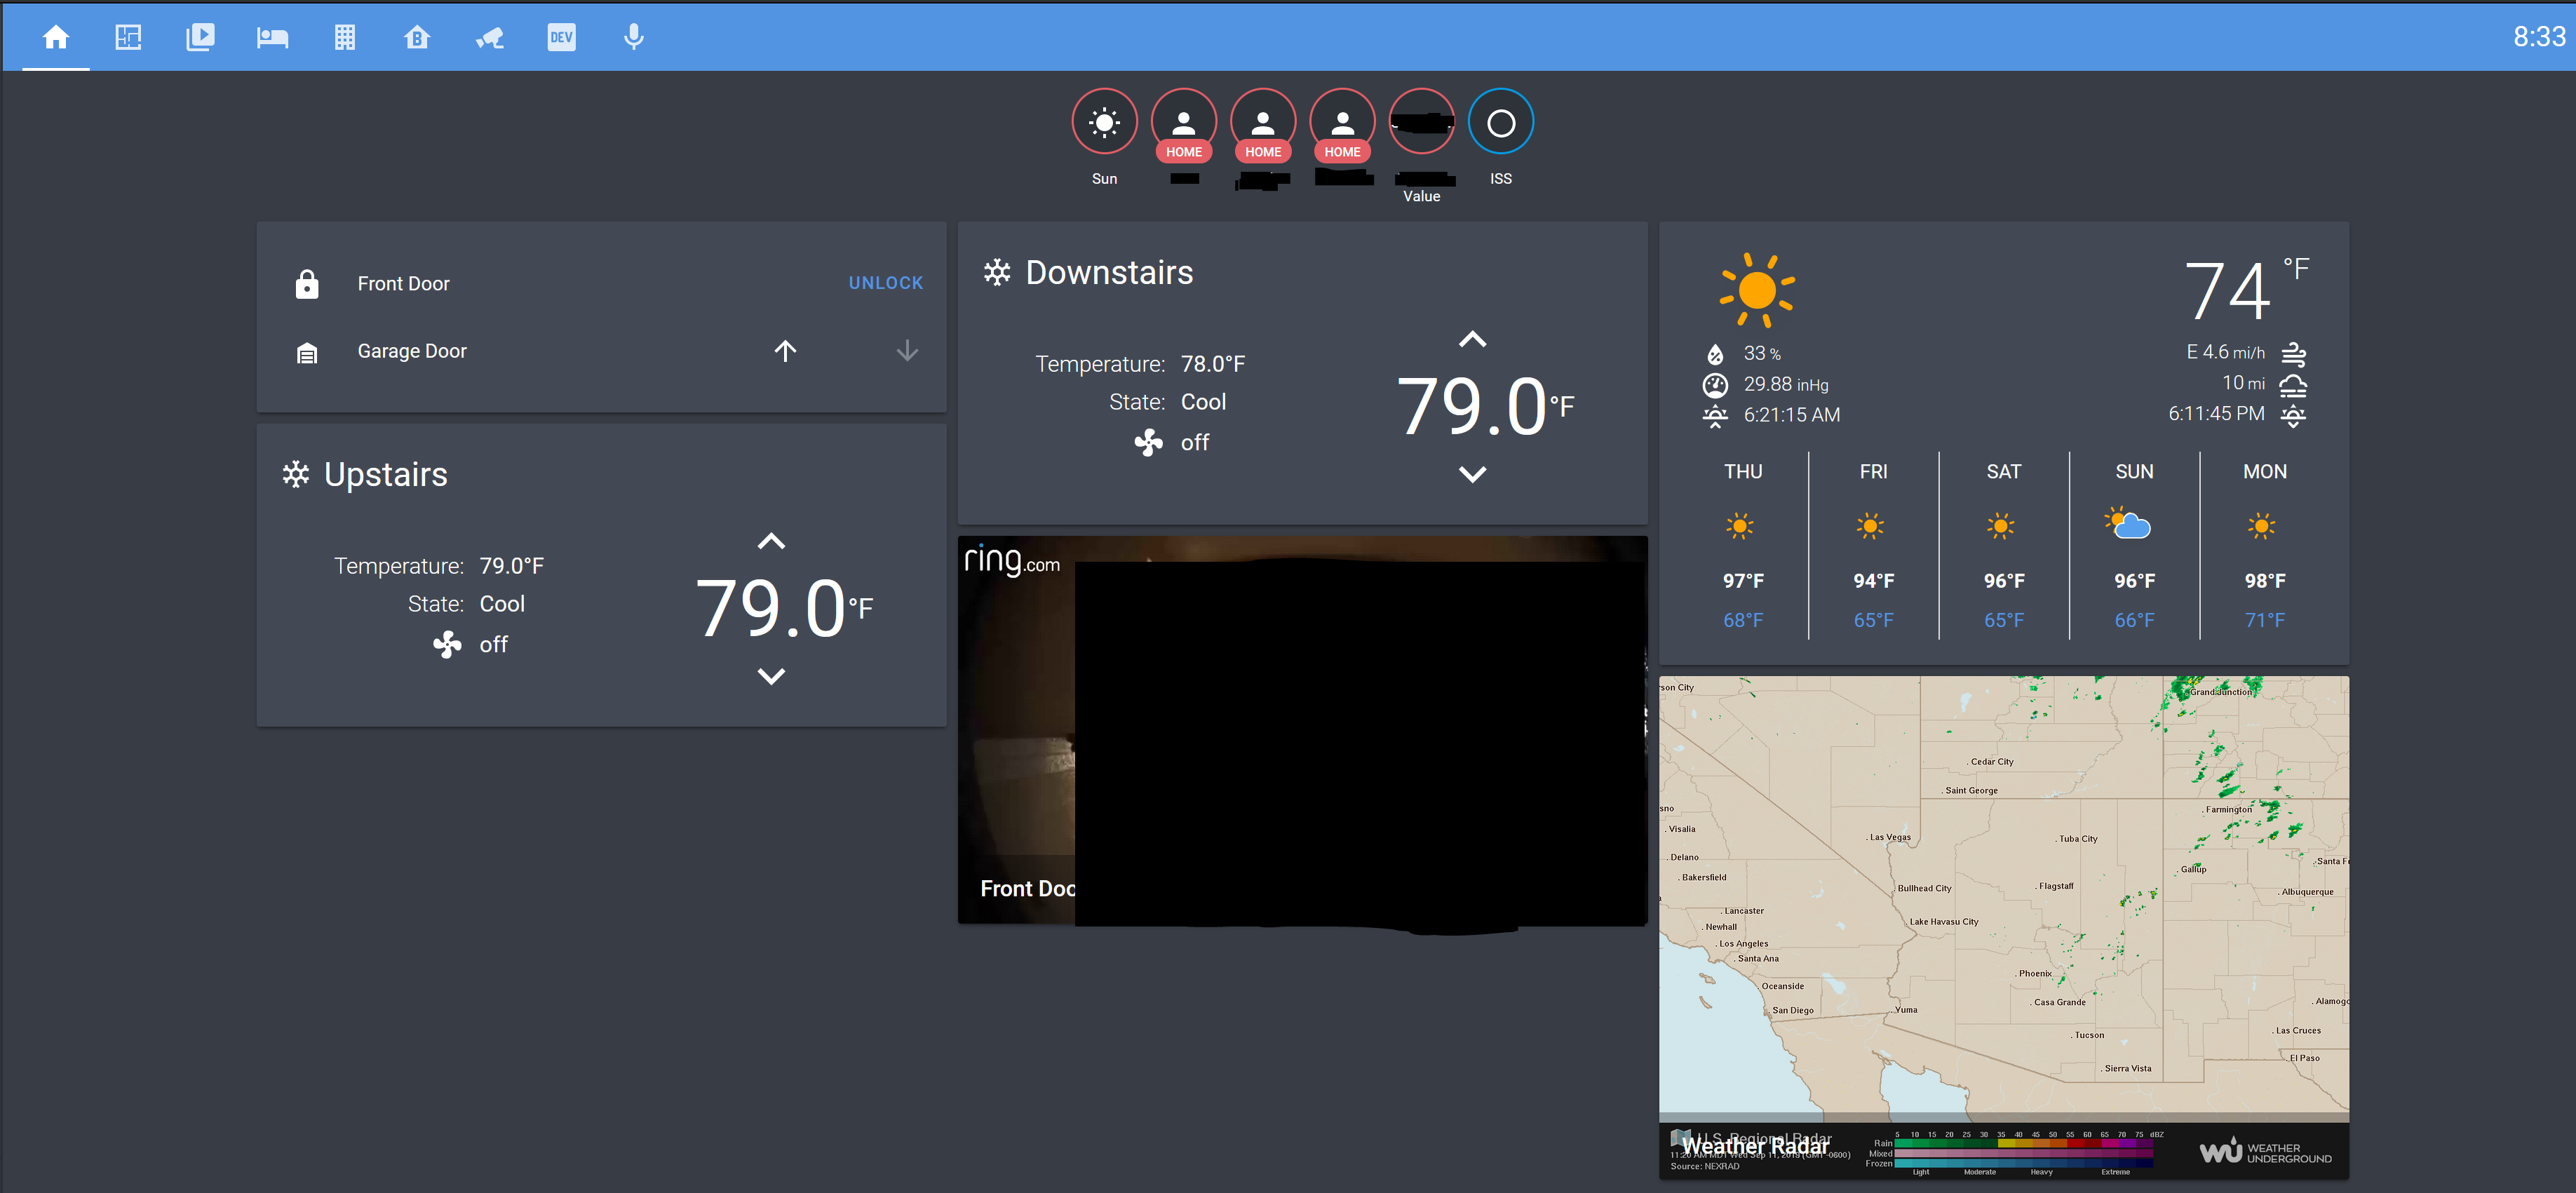 DEV
B
8:33
HOME
HOME
HOME
Sun
ISS
Value
Front Door
UNLOCK
Garage Door
Upstairs
Temperature: 79.0°F
State: Cool
off
79.0°F
Downstairs
Temperature: 78.0°F
State: Cool
off
79.0°F
ring.com
Front Doo
74 °F
33 %
E 4.6 mi/h
29.88 inHg
10 mi
6:21:15 AM
6:11:45 PM
THU FRI SAT SUN MON
97°F 94°F 96°F 96°F 98°F
68°F 65°F 65°F 66°F 71°F
rson City
Grand Junction
. Cedar City
. Saint George
sno
. Farmington
. Visalia
. Las Vegas
. Tuba City
. Delano
. Santa F
. Bakersfield
. Gallup
. Flagstaff
. Bullhead City
. Albuquerque
. Lancaster
. Newhall
. Lake Havasu City
. Los Angeles
. Santa Ana
. Phoenix
. Oceanside
. Casa Grande
. Alamogo
. San Diego
. Yuma
. Las Cruces
. Tucson
. El Paso
. Sierra Vista
U.S. Regional Radar
Weather Radar
Source: NEXRAD
5 10 15 20 25 30 35 40 45 50 55 60 65 70 75 dBZ
Rain
Mixed
Frozen
Light Moderate Heavy Extreme
wu WEATHER
UNDERGROUND